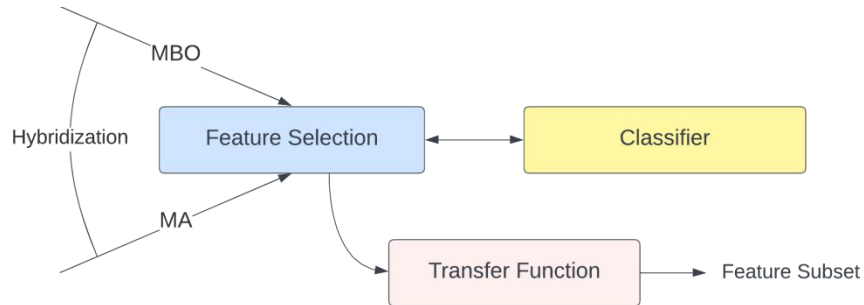 MBO
Hybridization
Feature Selection
Classifier
MA
Transfer Function
Feature Subset